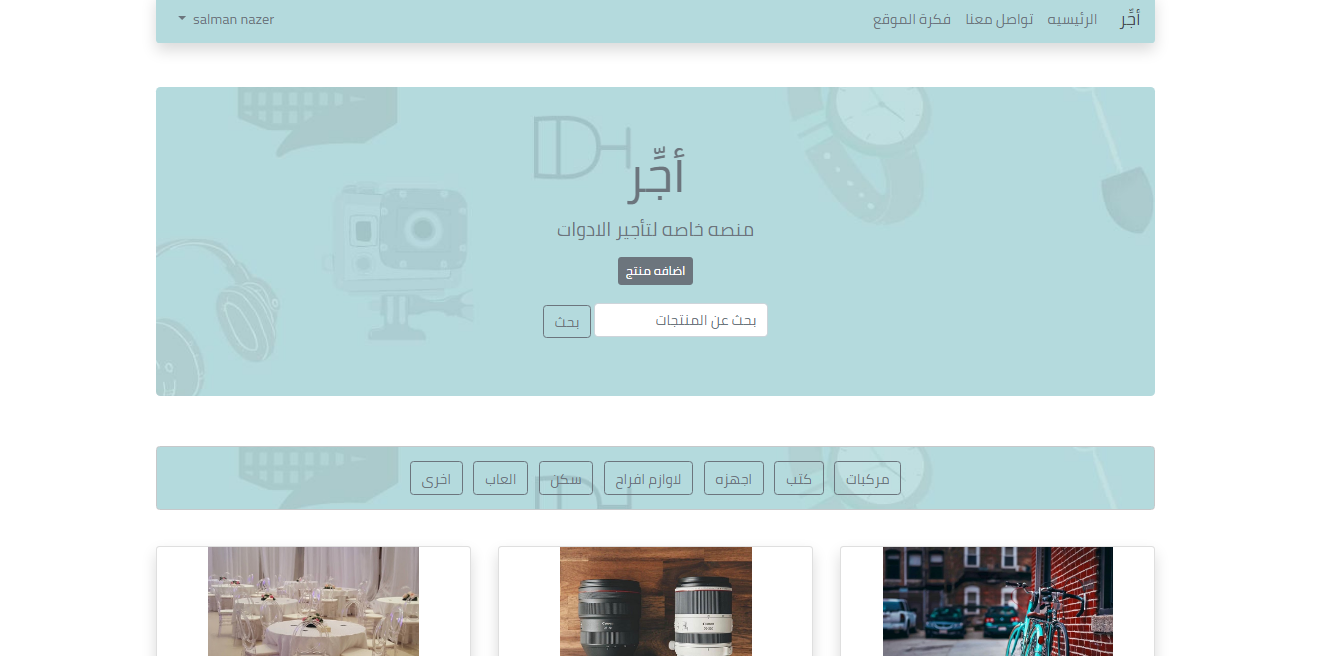 أجِّر الرئيسيه تواصل معنا فكرة الموقع salman nazer
أجِّر
منصه خاصه لتأجير الادوات
اضافه منتج
بحث عن المنتجات بحث
مركبات كتب اجهزه لاوازم افراح سكن العاب اخرى